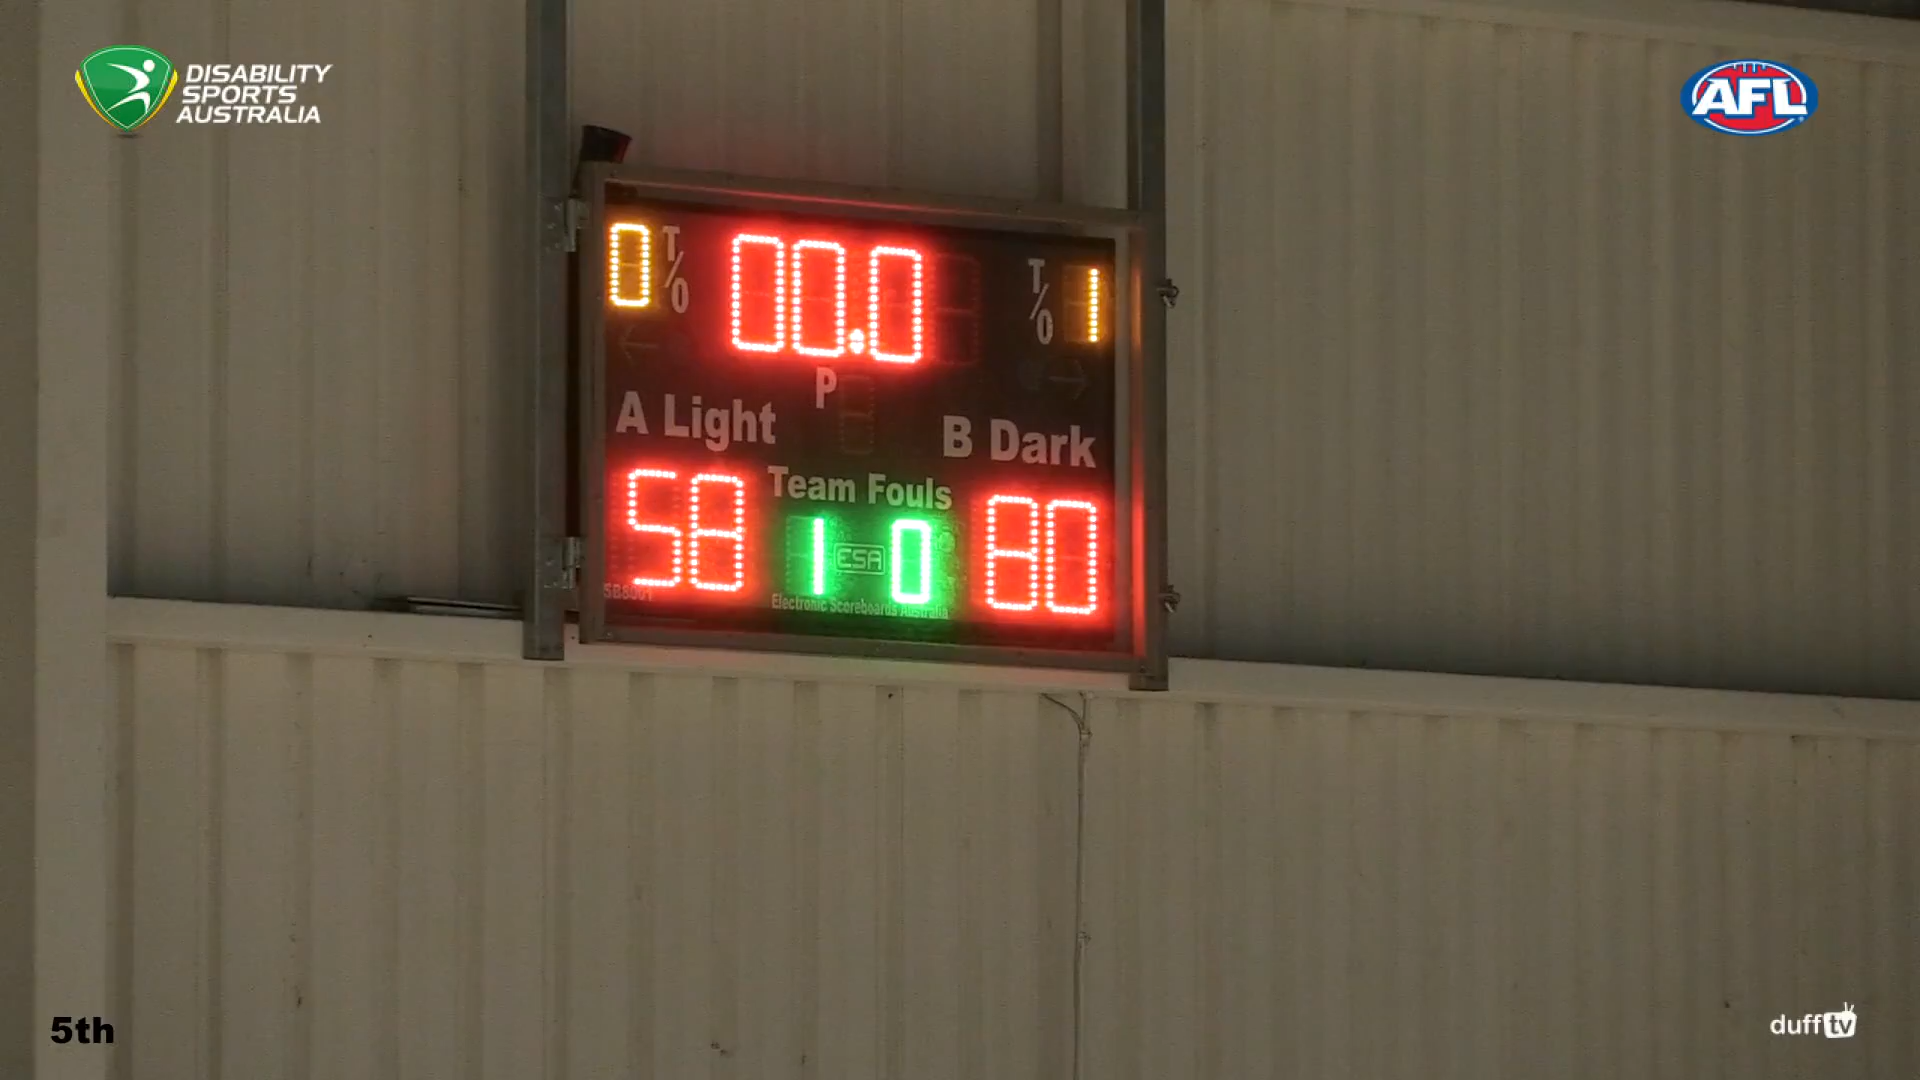 DISABILITY
SPORTS
AUSTRALIA
AFL
0 T/O 00.0 T/O 1
P
A Light B Dark
Team Fouls
58 1 ESA 0 80
SB8001
Electronic Scoreboards Australia
5th
duff tv